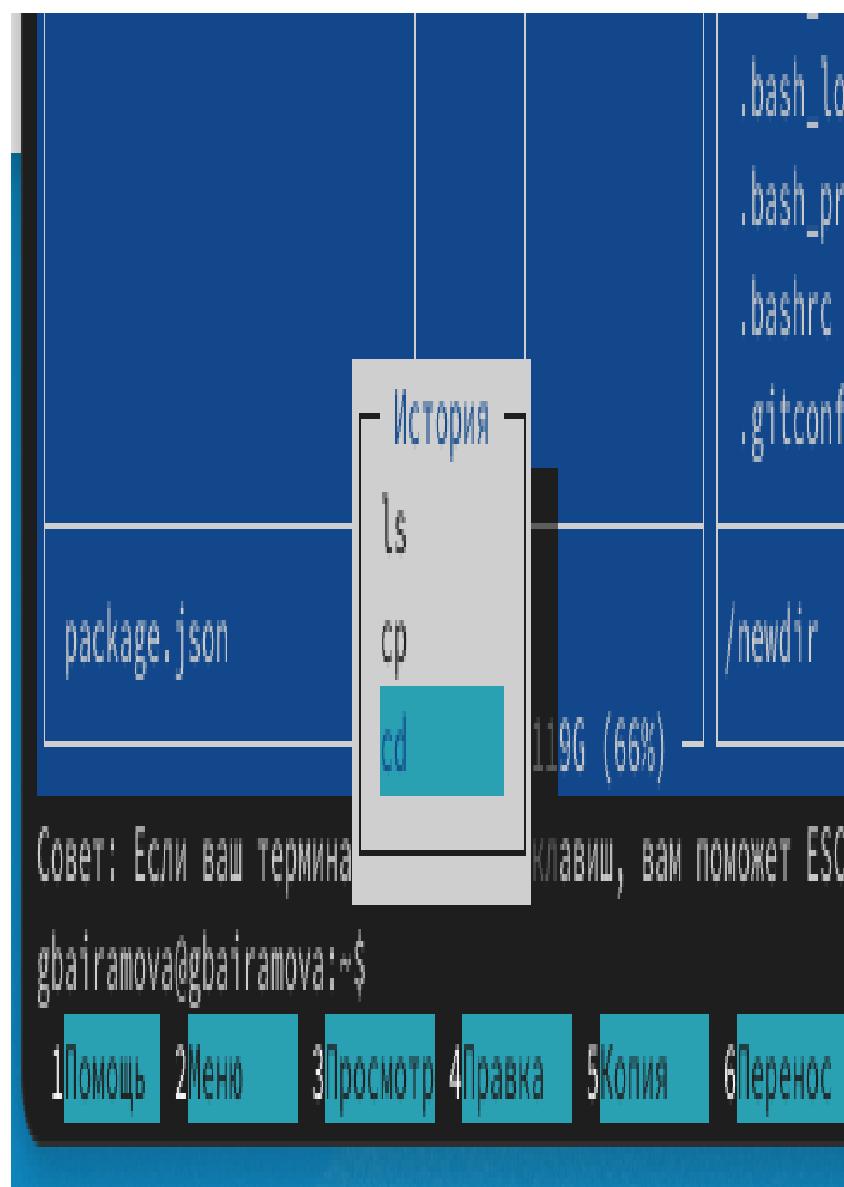 .bash_lo
.bash_pr
.bashrc
.gitconf
История
ls
cp
package.json
/newdir
cd
119G (66%)
Совет: Если ваш термина клавиш, вам поможет ESC
gbairamova@gbairamova:~$
1Помощь 2Меню 3Просмотр 4Правка 5Копия 6Перенос